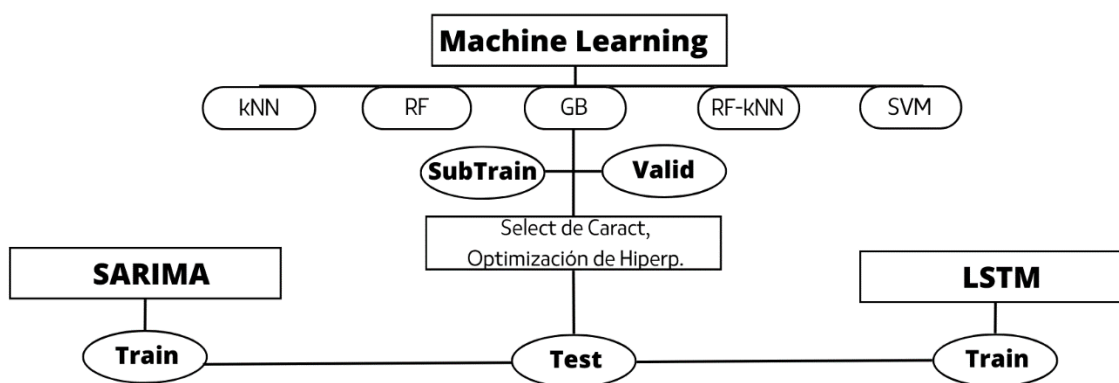 Machine Learning
kNN
RF
GB
RF-kNN
SVM
SubTrain
Valid
Select de Caract,
Optimización de Hiperp.
SARIMA
LSTM
Train
Test
Train